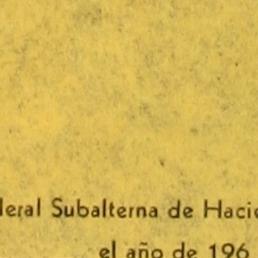 deral Subalterna de Hacie
el año de 196